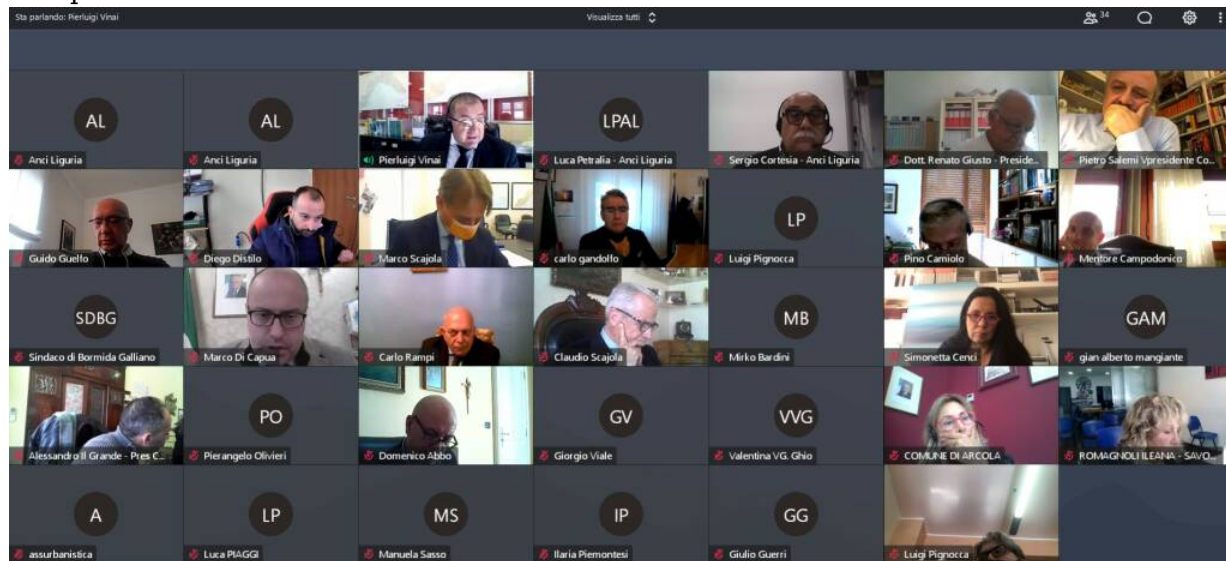 Sta parlando: Pierluigi Vinai
Visualizza tutti
34
AL
Anci Liguria
AL
Anci Liguria
Pierluigi Vinai
LPAL
Luca Petralia - Anci Liguria
Sergio Cortesia - Anci Liguria
Dott. Renato Giusto - Preside...
Pietro Salemi Vpresidente Co...
Guido Guelfo
Diego Distilo
Marco Scajola
carlo gandolfo
LP
Luigi Pignocca
Pino Camiolo
Mentore Campodonico
SDBG
Sindaco di Bormida Galliano
Marco Di Capua
Carlo Rampi
Claudio Scajola
MB
Mirko Bardini
Simonetta Cenci
GAM
gian alberto mangiante
Alessandro Il Grande - Pres C...
PO
Pierangelo Olivieri
Domenico Abbo
GV
Giorgio Viale
VVG
Valentina VG. Ghio
COMUNE DI ARCOLA
ROMAGNOLI ILEANA - SAVO...
A
assurbanistica
LP
Luca PIAGGI
MS
Manuela Sasso
IP
Ilaria Piemontesi
GG
Giulio Guerri
Luigi Pignocca